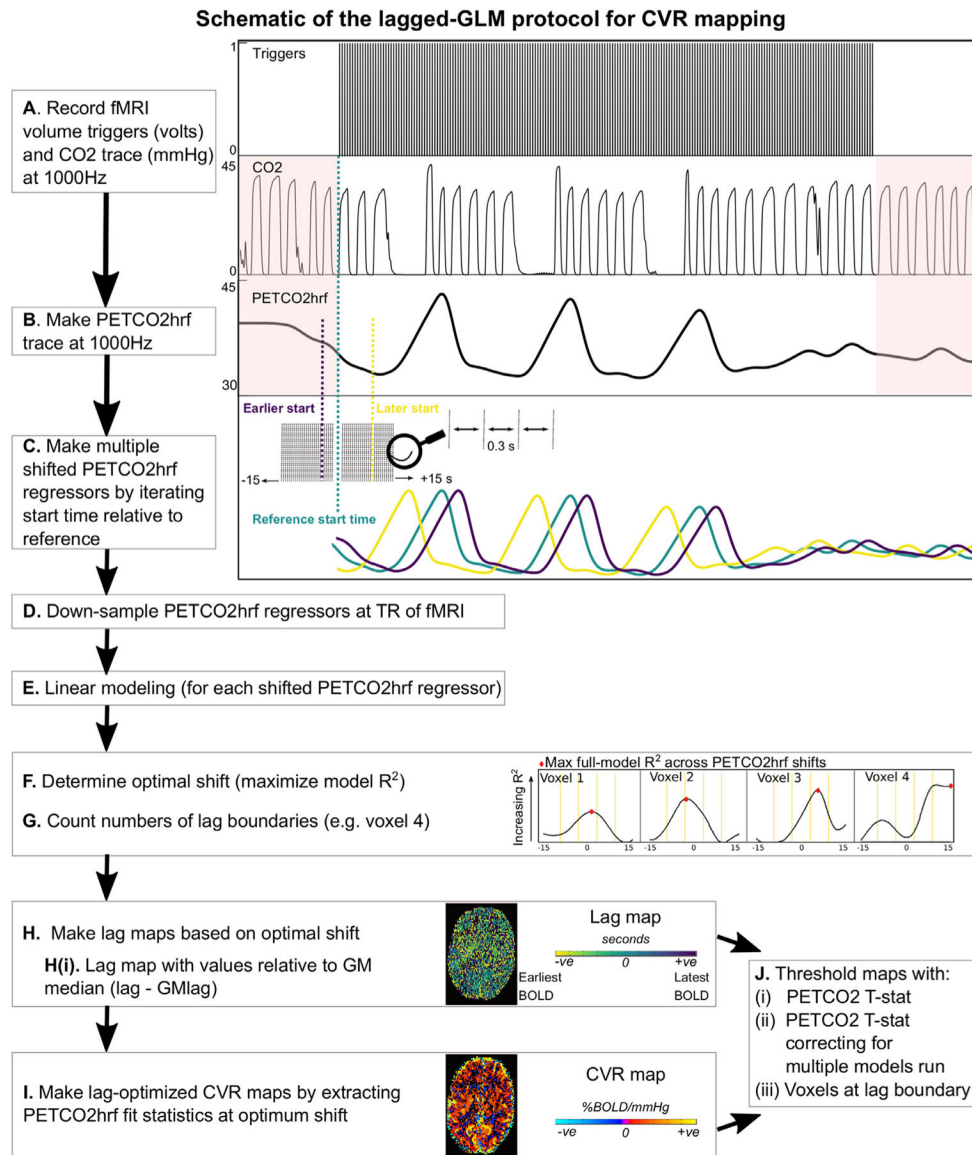 Schematic of the lagged-GLM protocol for CVR mapping
A. Record fMRI
volume triggers (volts)
and CO2 trace (mmHg)
at 1000Hz
1
Triggers
0
45
CO2
0
B. Make PETCO2hrf
trace at 1000Hz
45
PETCO2hrf
30
C. Make multiple
shifted PETCO2hrf
regressors by iterating
start time relative to
reference
Earlier start
Later start
0.3 s
-15
+15 s
Reference start time
D. Down-sample PETCO2hrf regressors at TR of fMRI
E. Linear modeling (for each shifted PETCO2hrf regressor)
F. Determine optimal shift (maximize model R²)
G. Count numbers of lag boundaries (e.g. voxel 4)
Max full-model R² across PETCO2hrf shifts
Increasing R²
Voxel 1
Voxel 2
Voxel 3
Voxel 4
-15 0 15
-15 0 15
-15 0 15
-15 0 15
H. Make lag maps based on optimal shift
H(i). Lag map with values relative to GM
median (lag - GMlag)
Lag map
seconds
-ve 0 +ve
Earliest Latest
BOLD BOLD
I. Make lag-optimized CVR maps by extracting
PETCO2hrf fit statistics at optimum shift
CVR map
%BOLD/mmHg
-ve 0 +ve
J. Threshold maps with:
(i) PETCO2 T-stat
(ii) PETCO2 T-stat
correcting for
multiple models run
(iii) Voxels at lag boundary